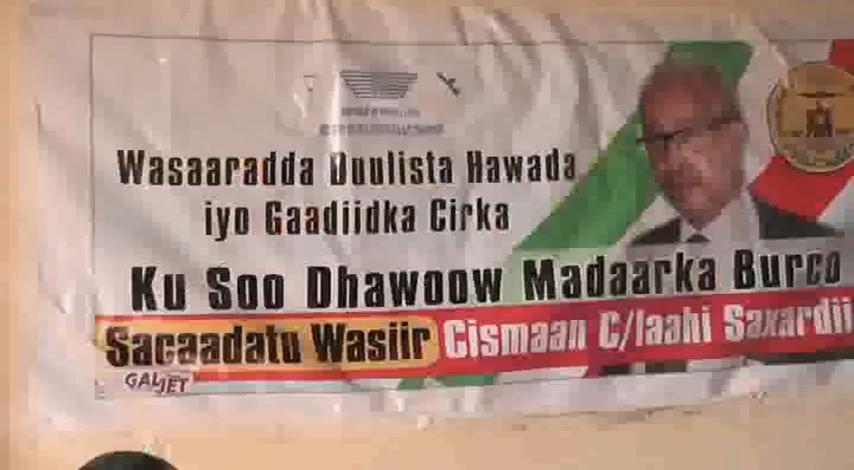 Wasaaradda Duulista Hawada
iyo Gaadiidka Cirka
Ku Soo Dhawoow Madaarka Burco
Sacaadatu Wasiir Cismaan C/laahi Saxardii
GALJET